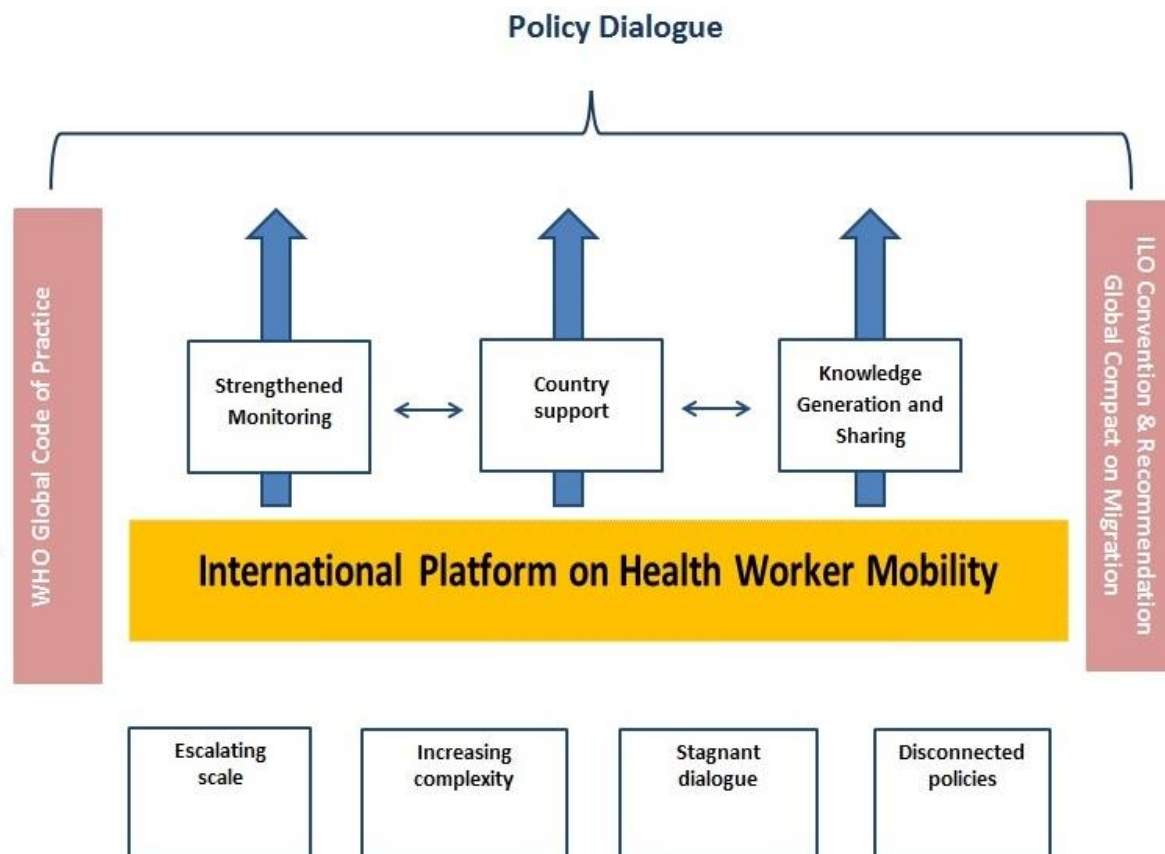 Policy Dialogue
WHO Global Code of Practice
ILO Convention & Recommendation
Global Compact on Migration
Strengthened
Monitoring
Country
support
Knowledge
Generation and
Sharing
International Platform on Health Worker Mobility
Escalating
scale
Increasing
complexity
Stagnant
dialogue
Disconnected
policies